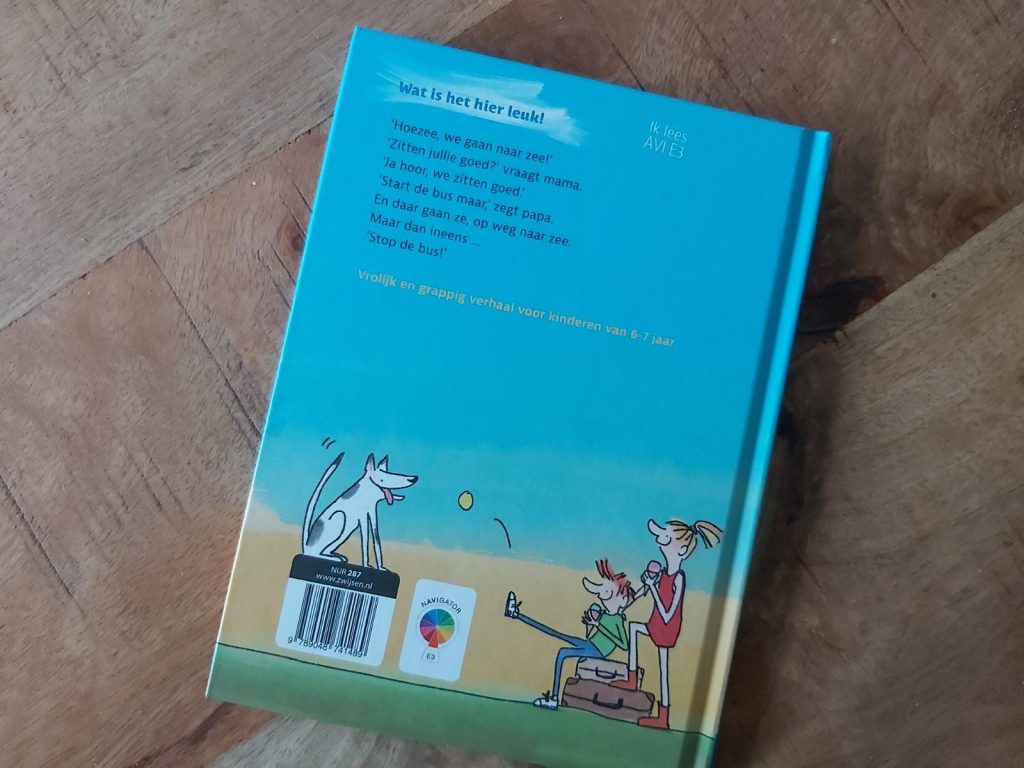 Wat is het hier leuk!
Ik lees
AVI E3
‘Hoezee, we gaan naar zee!’
‘Zitten jullie goed?’ vraagt mama.
‘Ja hoor, we zitten goed.’
‘Start de bus maar,’ zegt papa.
En daar gaan ze, op weg naar zee.
Maar dan ineens ...
‘Stop de bus!’
Vrolijk en grappig verhaal voor kinderen van 6-7 jaar
NUR 287
www.zwijsen.nl
9 789048 741489
NAVIGATOR
E3